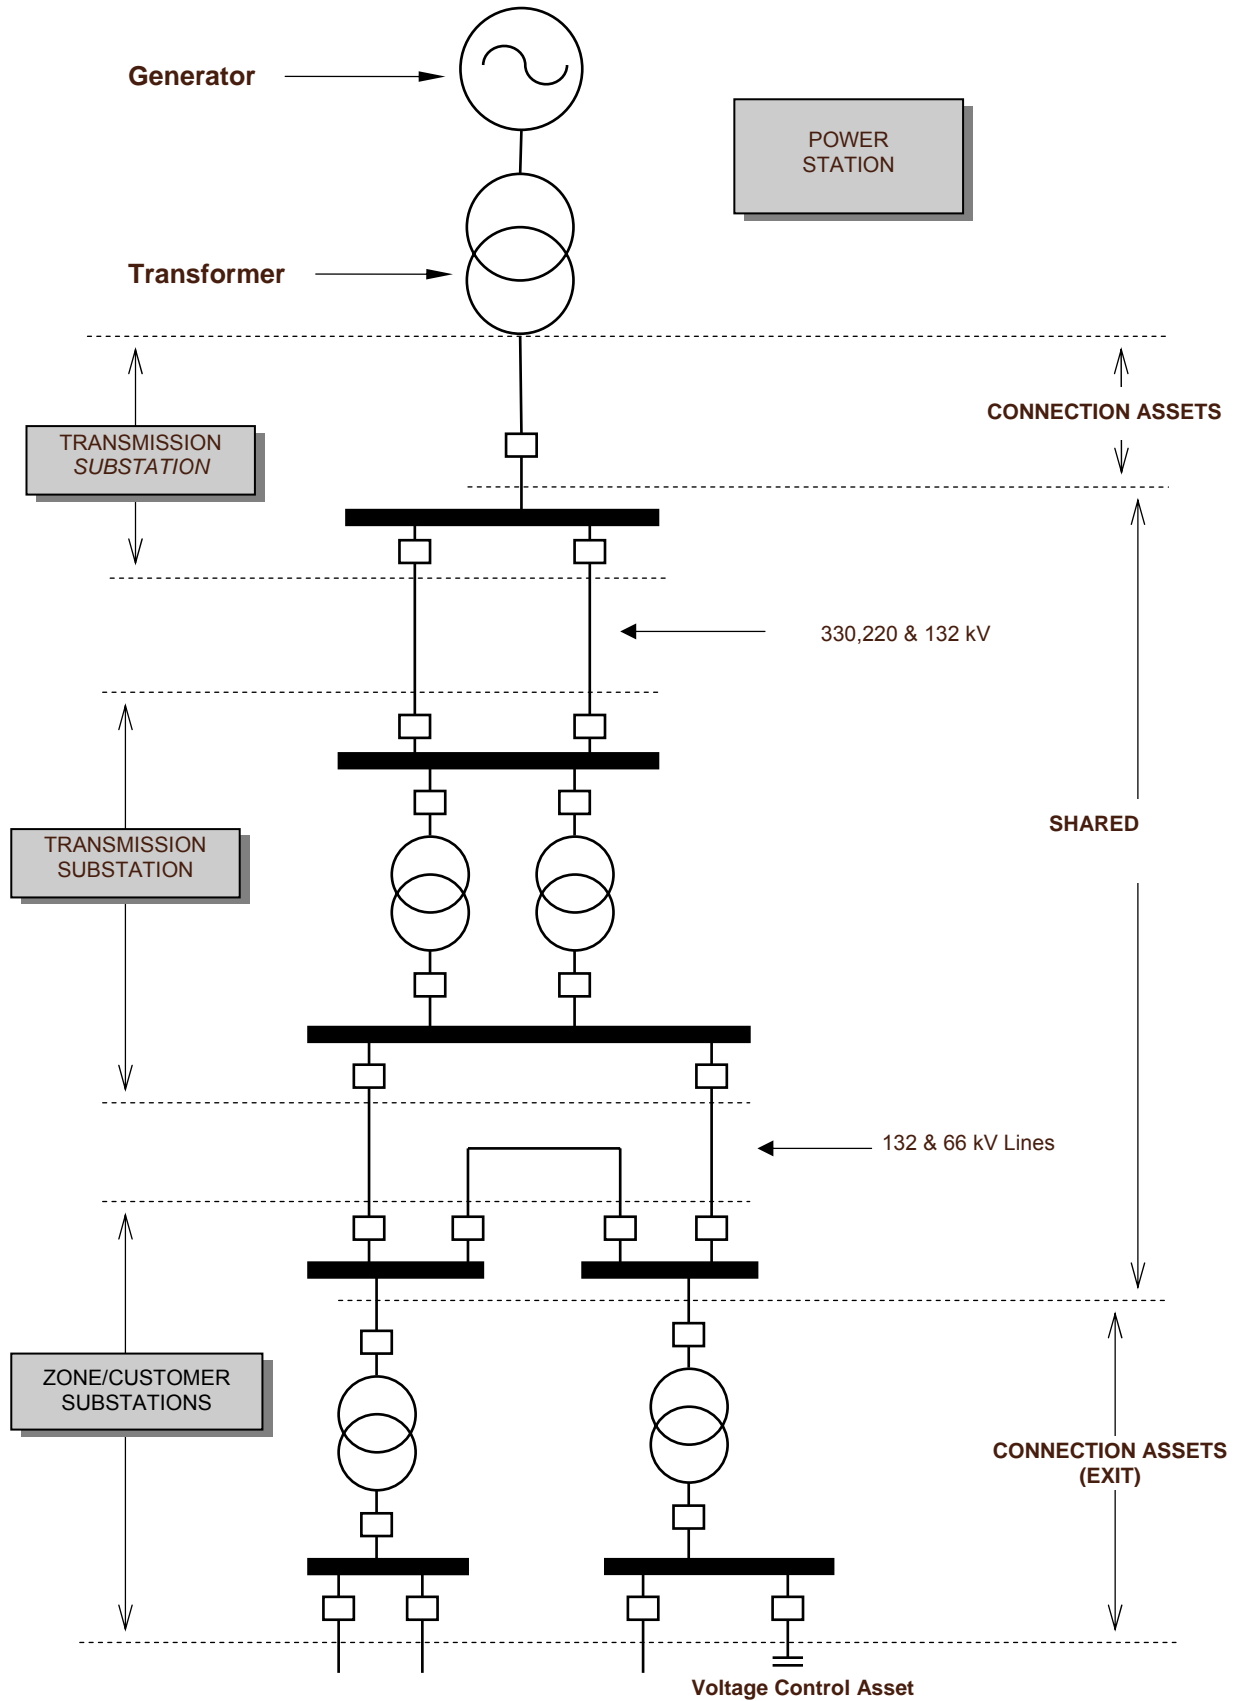 Generator
POWER
STATION
Transformer
CONNECTION ASSETS
TRANSMISSION
SUBSTATION
330,220 & 132 kV
SHARED
TRANSMISSION
SUBSTATION
132 & 66 kV Lines
ZONE/CUSTOMER
SUBSTATIONS
CONNECTION ASSETS
(EXIT)
Voltage Control Asset